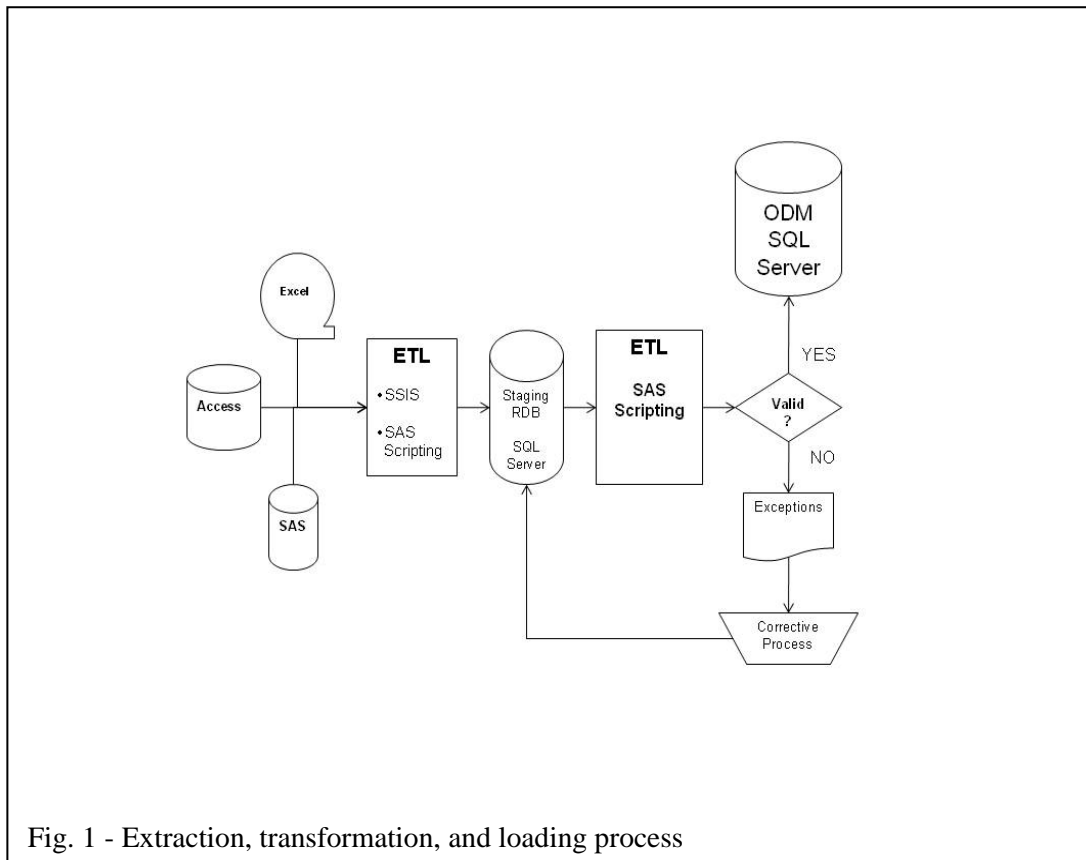 Excel
Access
SAS
ETL
• SSIS
• SAS
Scripting
Staging
RDB
SQL
Server
ETL
SAS
Scripting
Valid
?
YES
ODM
SQL
Server
NO
Exceptions
Corrective
Process
Fig. 1 - Extraction, transformation, and loading process